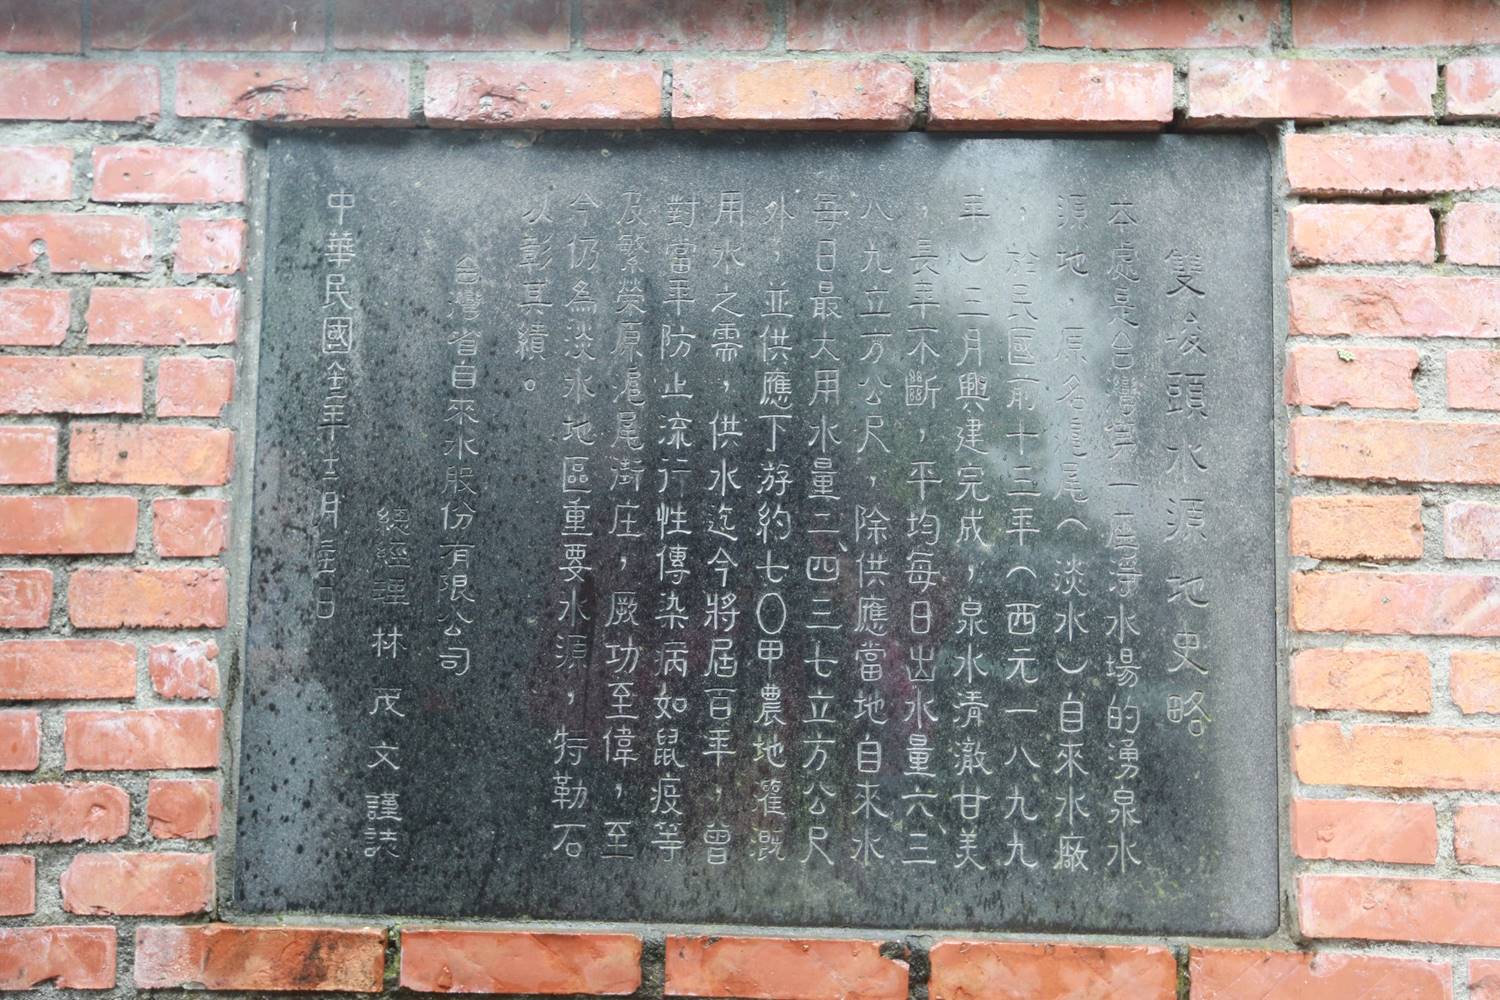 雙峻頭水源地史略
本處是台灣第一座淨水場的湧泉水
源地，原名滬尾（淡水）自來水廠
，於民國前十三年（西元一八九九
年）三月興建完成，泉水清澈甘美
，長年不斷，平均每日出水量六三
八九立方公尺，除供應當地自來水
每日最大用水量二、四三七立方公尺
外，並供應下游約七〇甲農地灌溉
用水之需，供水迄今將屆百年，曾
對當年防止流行性傳染病如鼠疫等
及繁榮原滬尾街庄，厥功至偉，至
今仍為淡水地區重要水源，特勒石
以彰其績。
台灣省自來水股份有限公司
總經理 林 茂 文 謹誌
中華民國 年十二月 日